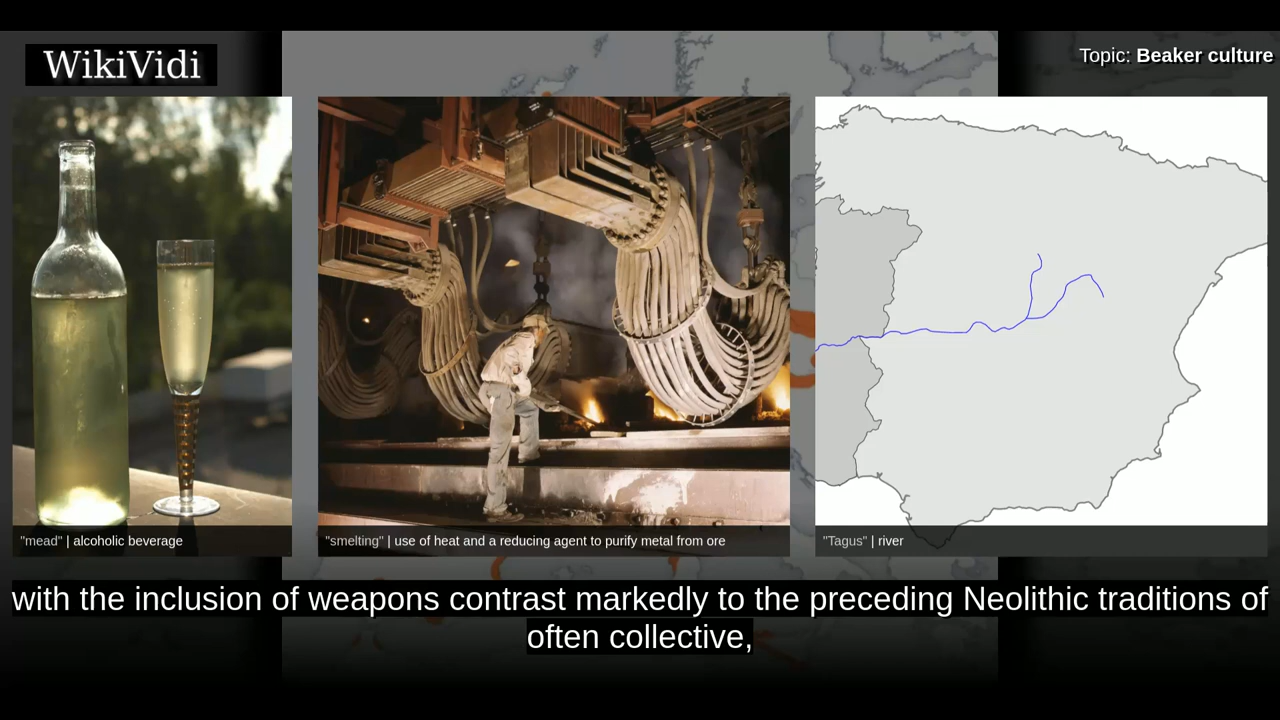 WikiVidi
Topic: Beaker culture
"mead" | alcoholic beverage
"smelting" | use of heat and a reducing agent to purify metal from ore
"Tagus" | river
with the inclusion of weapons contrast markedly to the preceding Neolithic traditions of
often collective,